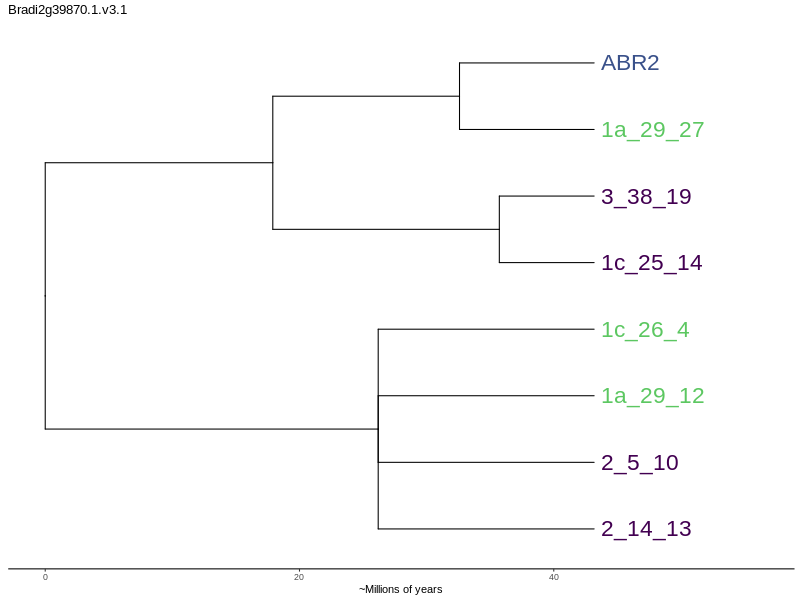 Bradi2g39870.1.v3.1
ABR2
1a_29_27
3_38_19
1c_25_14
1c_26_4
1a_29_12
2_5_10
2_14_13
0 20 40
~Millions of years